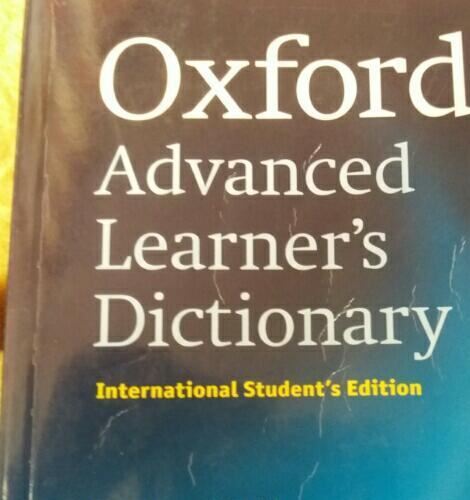 Oxford
Advanced
Learner's
Dictionary
International Student's Edition